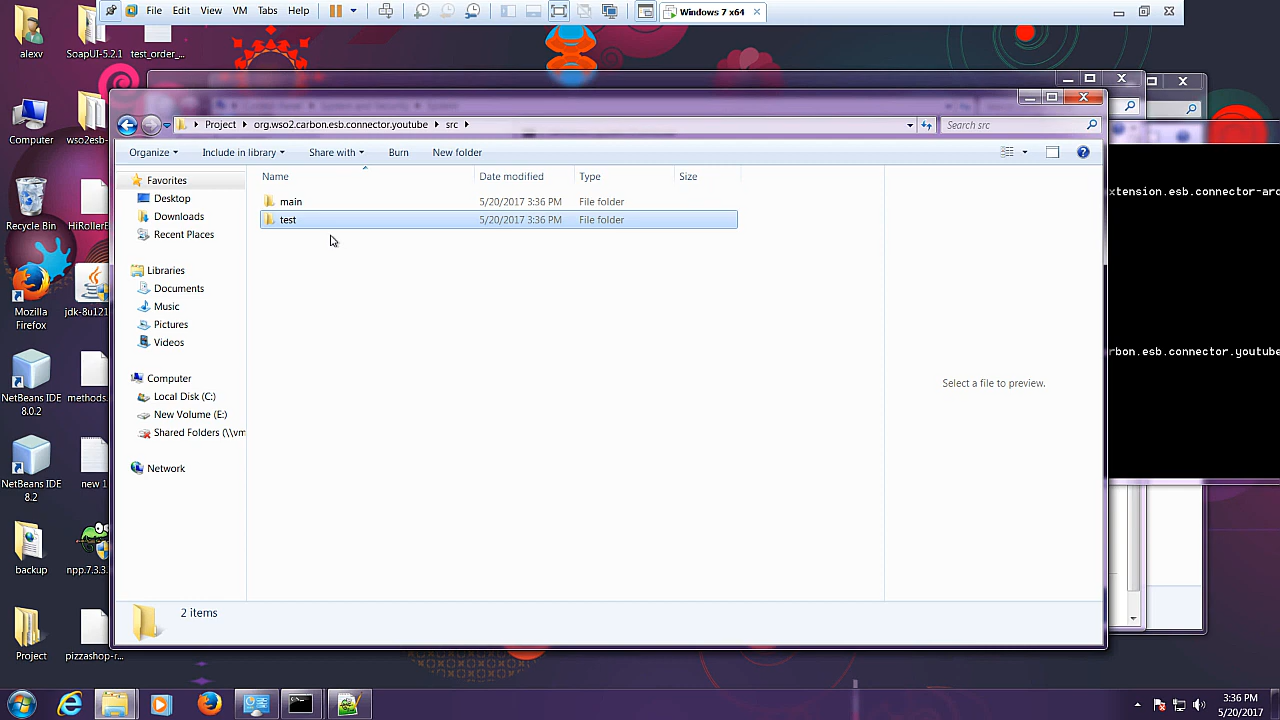 File Edit View VM Tabs Help
Windows 7 x64
alexv
SoapUI-5.2.1
test_order_...
Computer
wso2esb-
Recycle Bin
HiRollerE
Mozilla
Firefox
jdk-8u121
NetBeans IDE
8.0.2
methods.
NetBeans IDE
8.2
new 1
backup
npp.7.3.3
Project
pizzashop-r...
Project
org.wso2.carbon.esb.connector.youtube
src
Search src
Organize
Include in library
Share with
Burn
New folder
Favorites
Desktop
Downloads
Recent Places
Libraries
Documents
Music
Pictures
Videos
Computer
Local Disk (C:)
New Volume (E:)
Shared Folders (\\vm
Network
Name Date modified Type Size
main 5/20/2017 3:36 PM File folder
test 5/20/2017 3:36 PM File folder
Select a file to preview.
2 items
xtension.esb.connector-arc
rbon.esb.connector.youtube
3:36 PM
5/20/2017